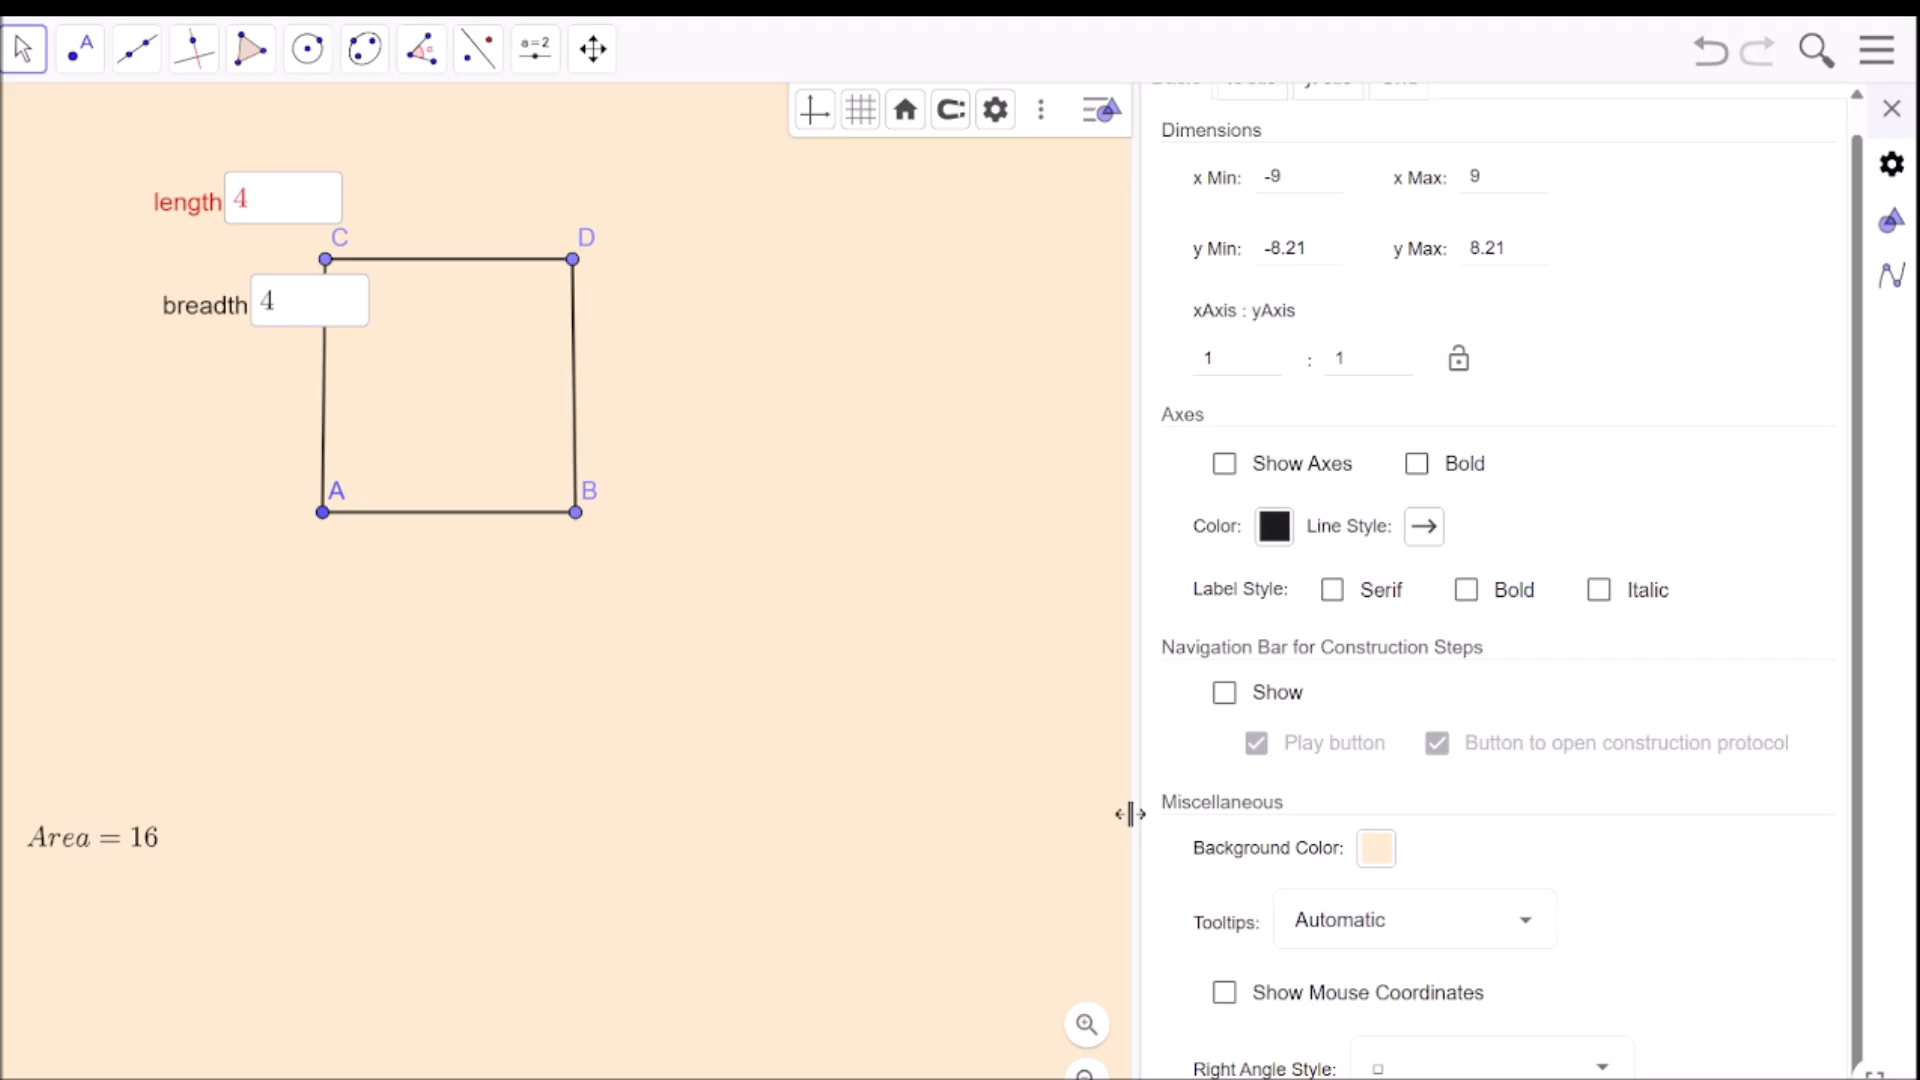 A
a=2
length 4
C D
breadth 4
A B
Area = 16
Dimensions
x Min: -9 x Max: 9
y Min: -8.21 y Max: 8.21
xAxis : yAxis
1 : 1
Axes
Show Axes Bold
Color: Line Style:
Label Style: Serif Bold Italic
Navigation Bar for Construction Steps
Show
Play button Button to open construction protocol
Miscellaneous
Background Color:
Tooltips: Automatic
Show Mouse Coordinates
Right Angle Style: